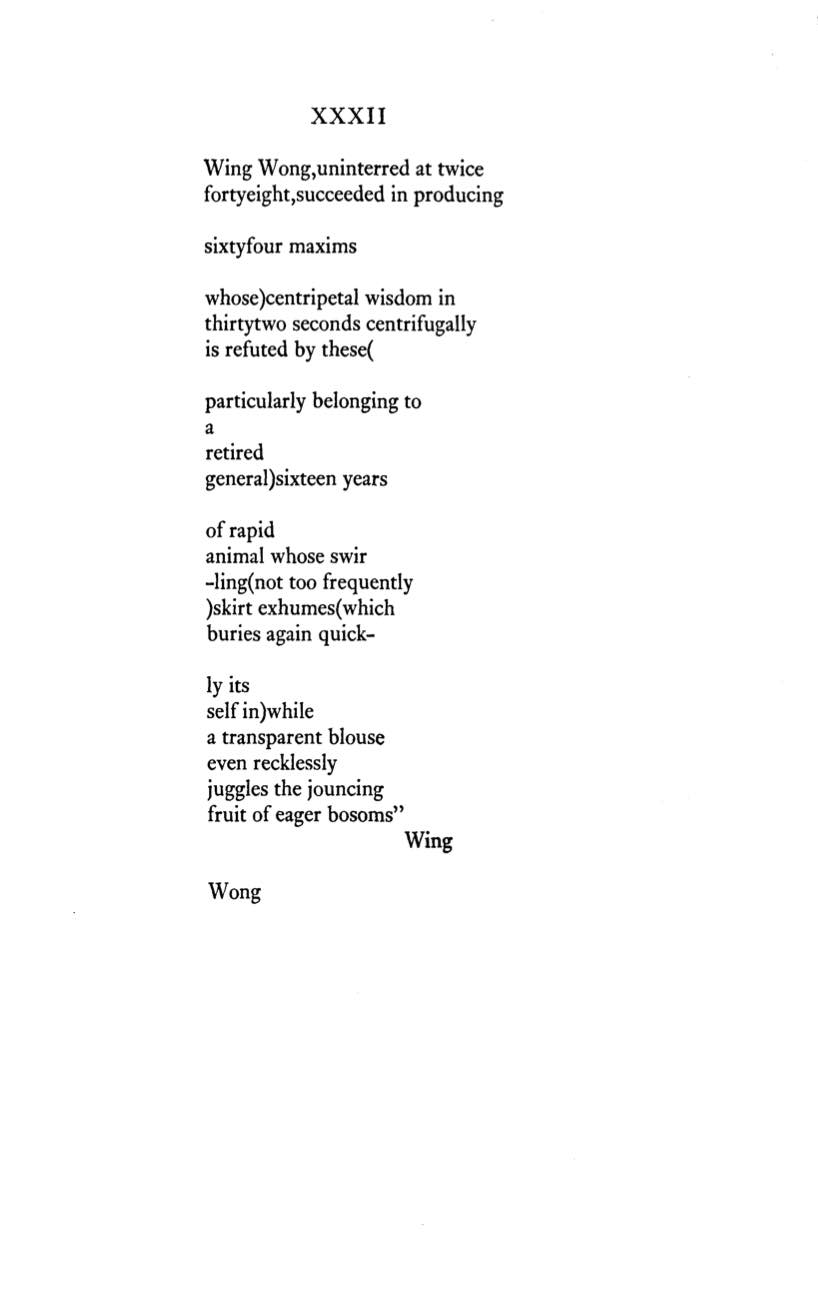 XXXII
Wing Wong,uninterred at twice
fortyeight,succeeded in producing
sixtyfour maxims
whose)centripetal wisdom in
thirtytwo seconds centrifugally
is refuted by these(
particularly belonging to
a
retired
general)sixteen years
of rapid
animal whose swir
-ling(not too frequently
)skirt exhumes(which
buries again quick-
ly its
self in)while
a transparent blouse
even recklessly
juggles the jouncing
fruit of eager bosoms”
Wing
Wong